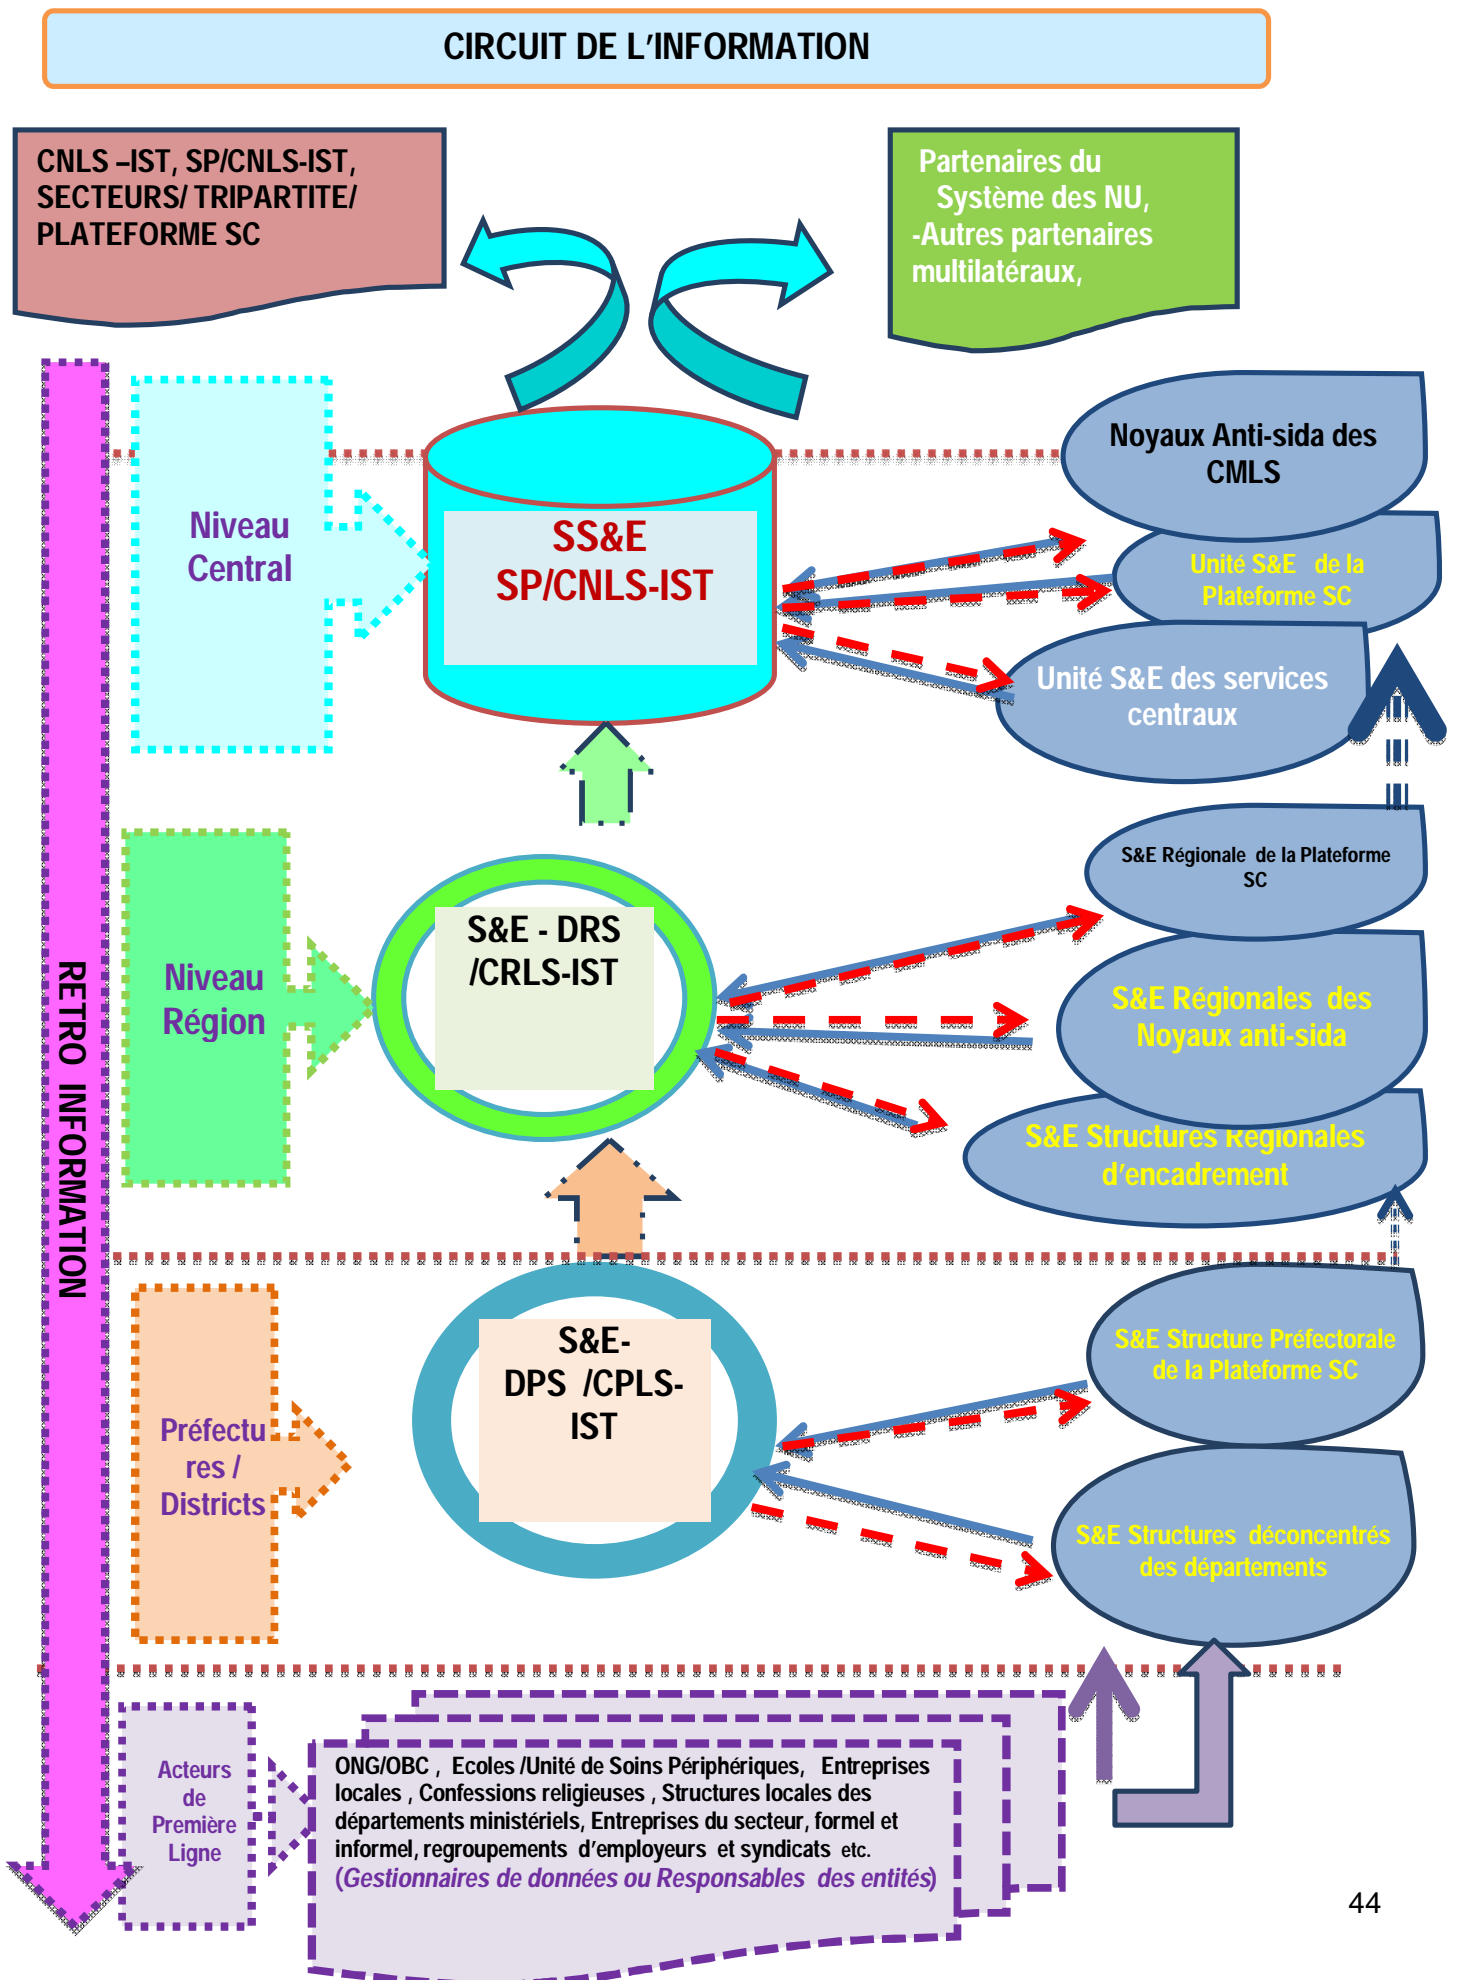 CIRCUIT DE L'INFORMATION
CNLS –IST, SP/CNLS-IST,
SECTEURS/ TRIPARTITE/
PLATEFORME SC
Partenaires du
Système des NU,
-Autres partenaires
multilatéraux,
Niveau
Central
SS&E
SP/CNLS-IST
Noyaux Anti-sida des
CMLS
Unité S&E de la
Plateforme SC
Unité S&E des services
centraux
RETRO INFORMATION
Niveau
Région
S&E - DRS
/CRLS-IST
S&E Régionale de la Plateforme
SC
S&E Régionales des
Noyaux anti-sida
S&E Structures Régionales
d'encadrement
Préfectu
res /
Districts
S&E-
DPS /CPLS-
IST
S&E Structure Préfectorale
de la Plateforme SC
S&E Structures déconcentrés
des départements
Acteurs
de
Première
Ligne
ONG/OBC , Ecoles /Unité de Soins Périphériques, Entreprises
locales , Confessions religieuses , Structures locales des
départements ministériels, Entreprises du secteur, formel et
informel, regroupements d'employeurs et syndicats etc.
(Gestionnaires de données ou Responsables des entités)
44